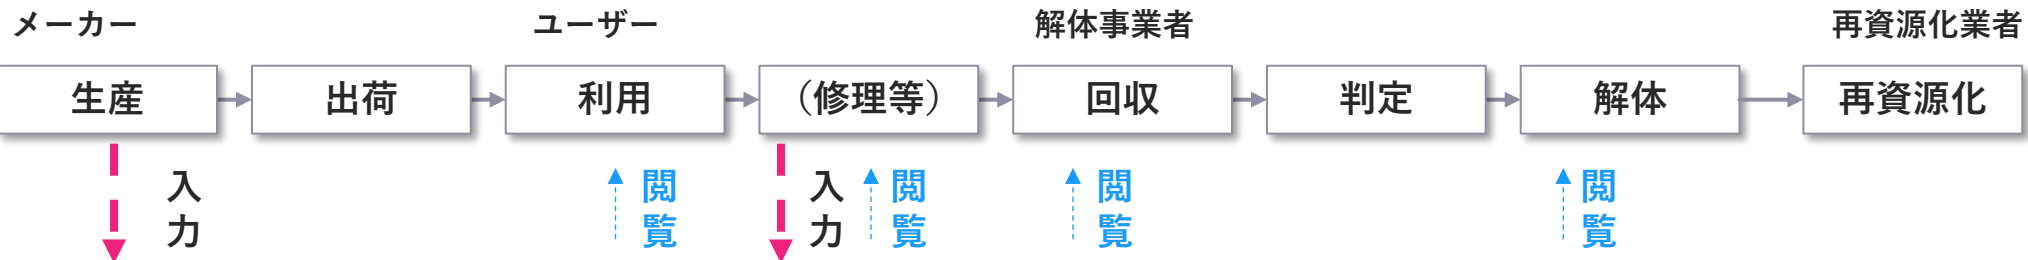 メーカー
ユーザー
解体事業者
再資源化業者
生産
出荷
利用
（修理等）
回収
判定
解体
再資源化
入力
閲覧
入力
閲覧
閲覧
閲覧